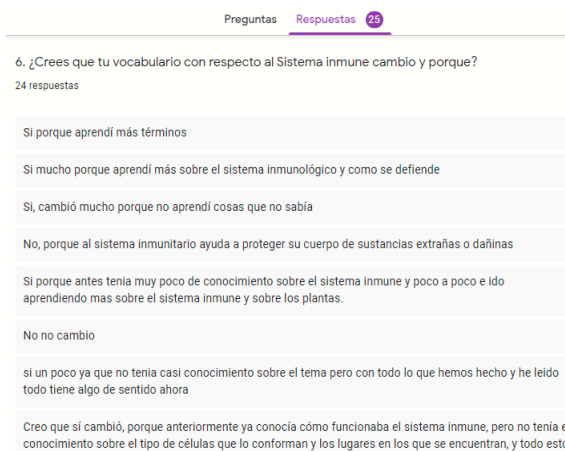 Preguntas Respuestas 25
6. ¿Crees que tu vocabulario con respecto al Sistema inmune cambio y porque?
24 respuestas
Si porque aprendí más términos
Si mucho porque aprendí más sobre el sistema inmunológico y como se defiende
Si, cambió mucho porque no aprendí cosas que no sabía
No, porque al sistema inmunitario ayuda a proteger su cuerpo de sustancias extrañas o dañinas
Si porque antes tenia muy poco de conocimiento sobre el sistema inmune y poco a poco e ido
aprendiendo mas sobre el sistema inmune y sobre los plantas.
No no cambio
si un poco ya que no tenia casi conocimiento sobre el tema pero con todo lo que hemos hecho y he leido
todo tiene algo de sentido ahora
Creo que sí cambió, porque anteriormente ya conocía cómo funcionaba el sistema inmune, pero no tenía
conocimiento sobre el tipo de células que lo conforman y los lugares en los que se encuentran, y todo